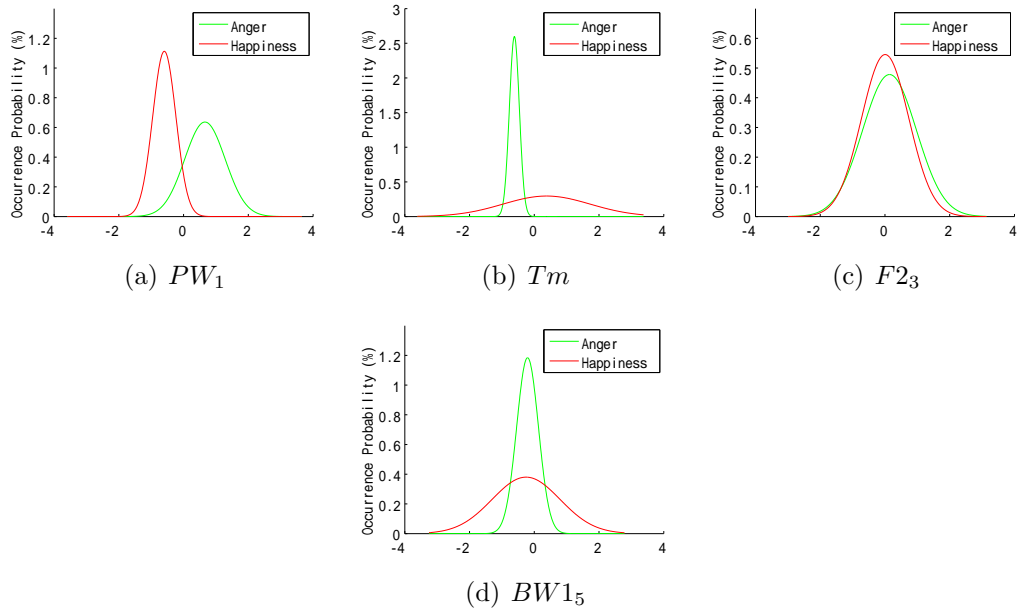 Occurrence Probability (%)
1.2
1
0.8
0.6
0.4
0.2
0
-4 -2 0 2 4
Anger
Happiness
(a) PW₁
Occurrence Probability (%)
3
2.5
2
1.5
1
0.5
0
-4 -2 0 2 4
Anger
Happiness
(b) Tm
Occurrence Probability (%)
0.6
0.5
0.4
0.3
0.2
0.1
0
-4 -2 0 2 4
Anger
Happiness
(c) F2₃
Occurrence Probability (%)
1.2
1
0.8
0.6
0.4
0.2
0
-4 -2 0 2 4
Anger
Happiness
(d) BW1₅